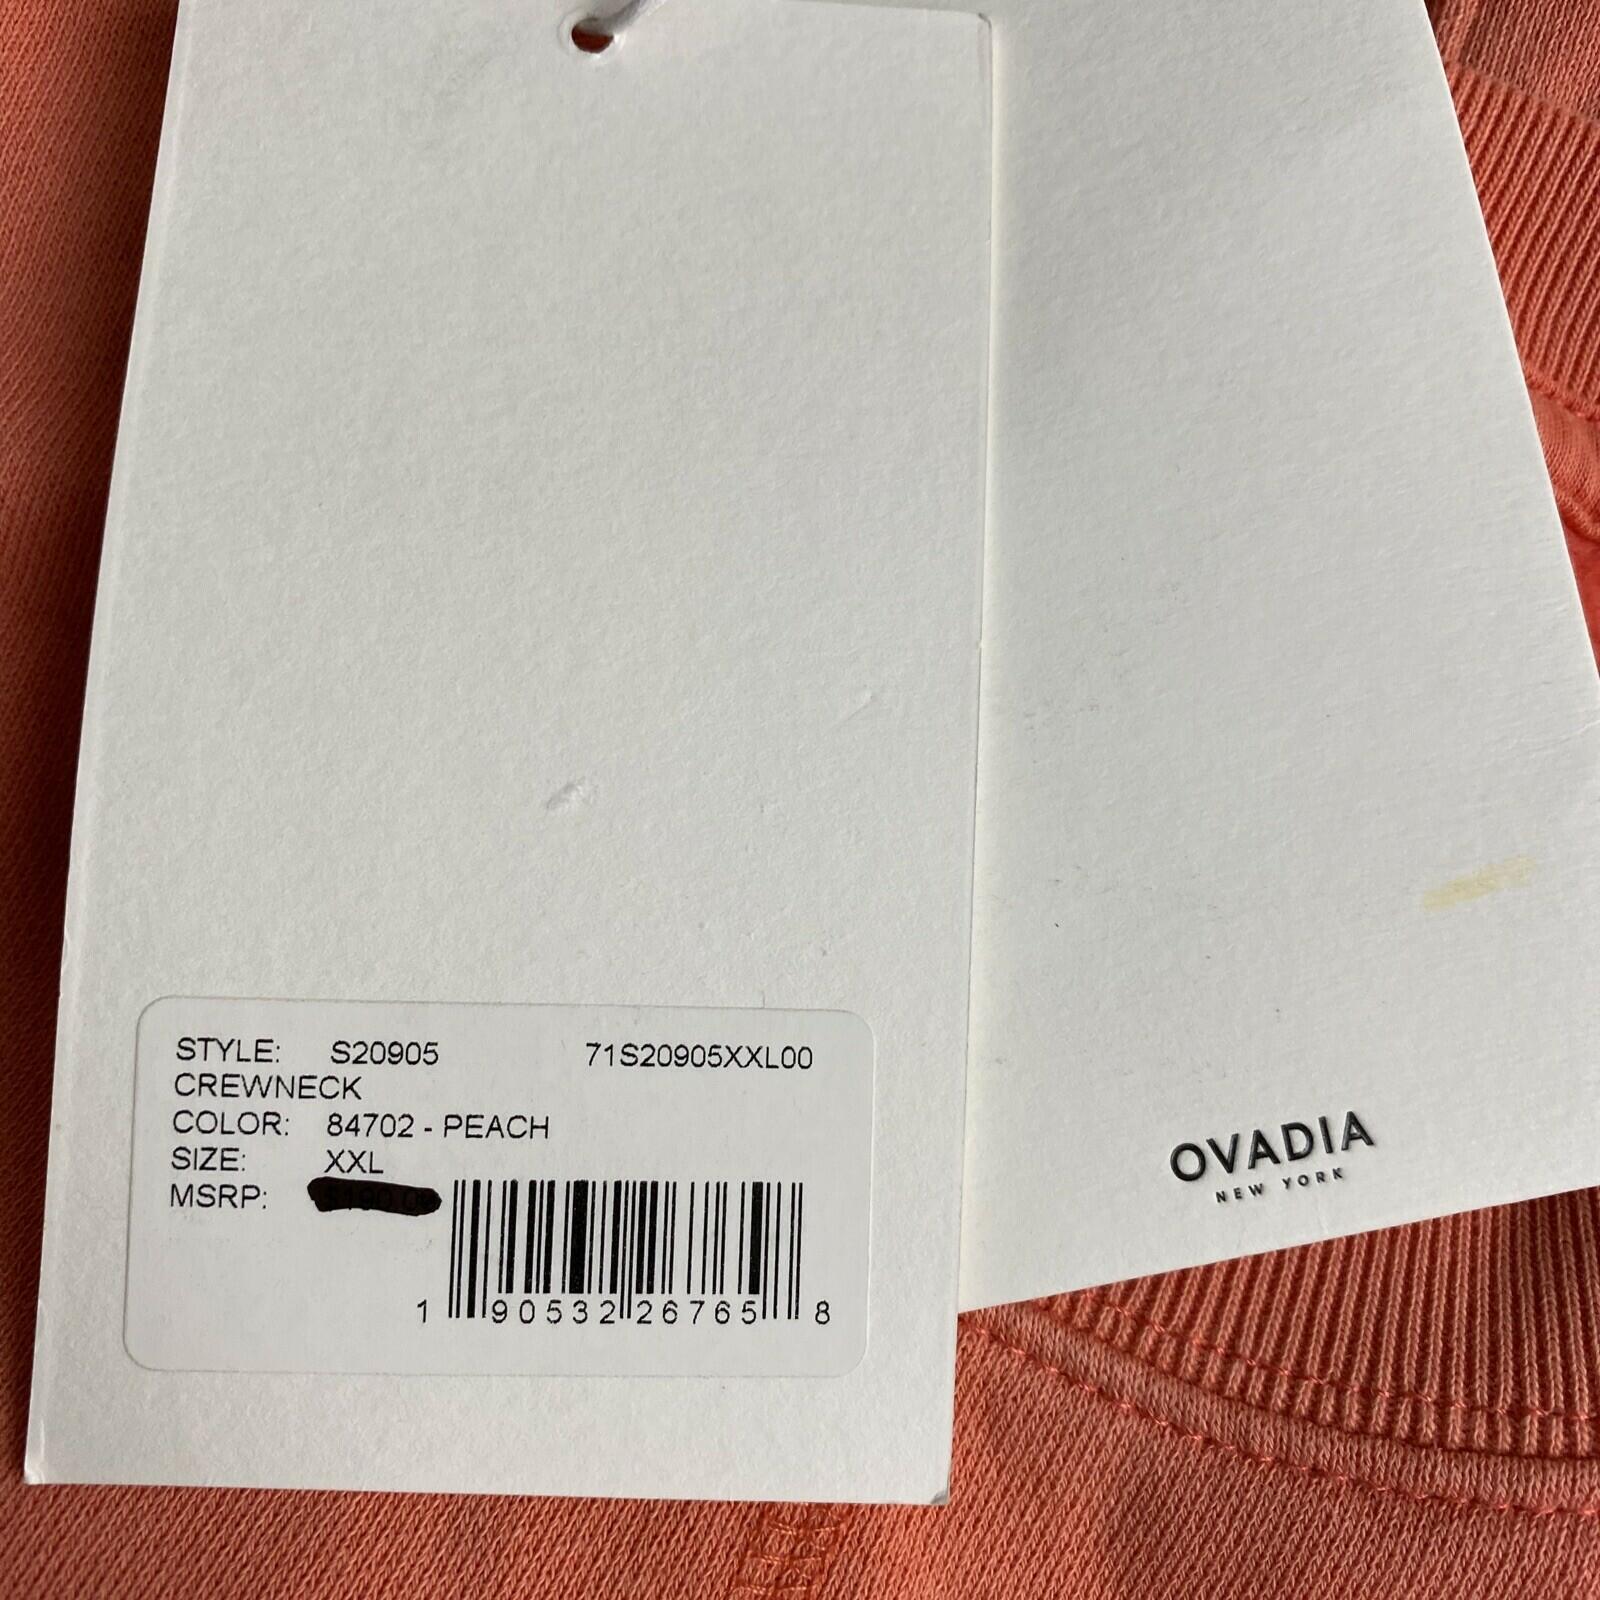 STYLE: S20905 71S20905XXL00
CREWNECK
COLOR: 84702 - PEACH
SIZE: XXL
MSRP:
1 90532 26765 8
OVADIA
NEW YORK